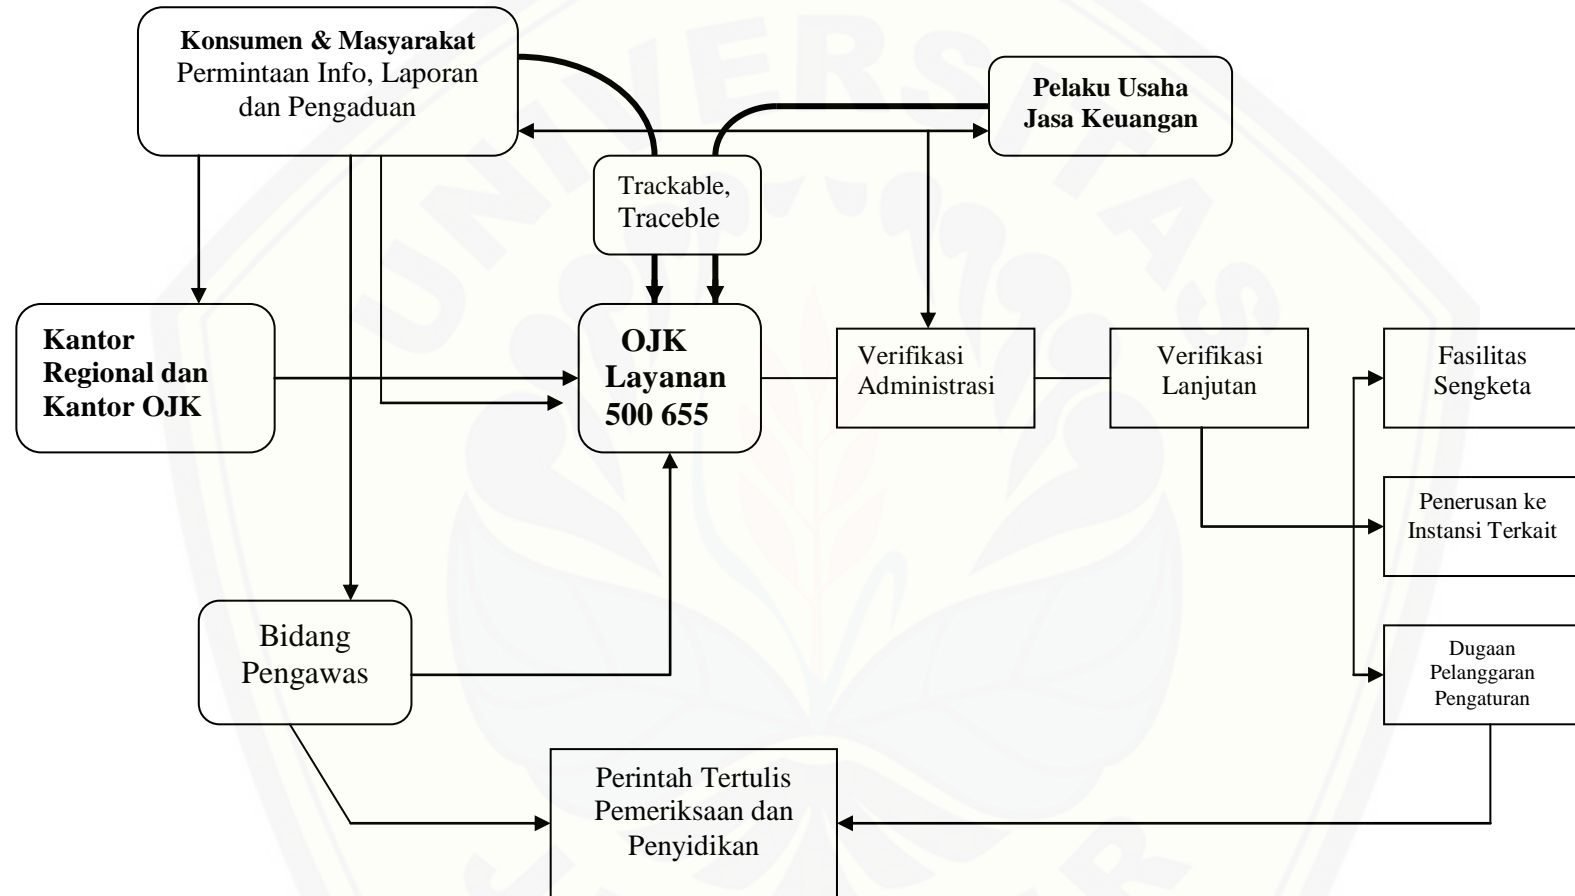 Konsumen & Masyarakat
Permintaan Info, Laporan
dan Pengaduan
Pelaku Usaha
Jasa Keuangan
Trackable,
Traceble
Kantor
Regional dan
Kantor OJK
OJK
Layanan
500 655
Verifikasi
Administrasi
Verifikasi
Lanjutan
Fasilitas
Sengketa
Penerusan ke
Instansi Terkait
Bidang
Pengawas
Dugaan
Pelanggaran
Pengaturan
Perintah Tertulis
Pemeriksaan dan
Penyidikan
UNIVERSITAS